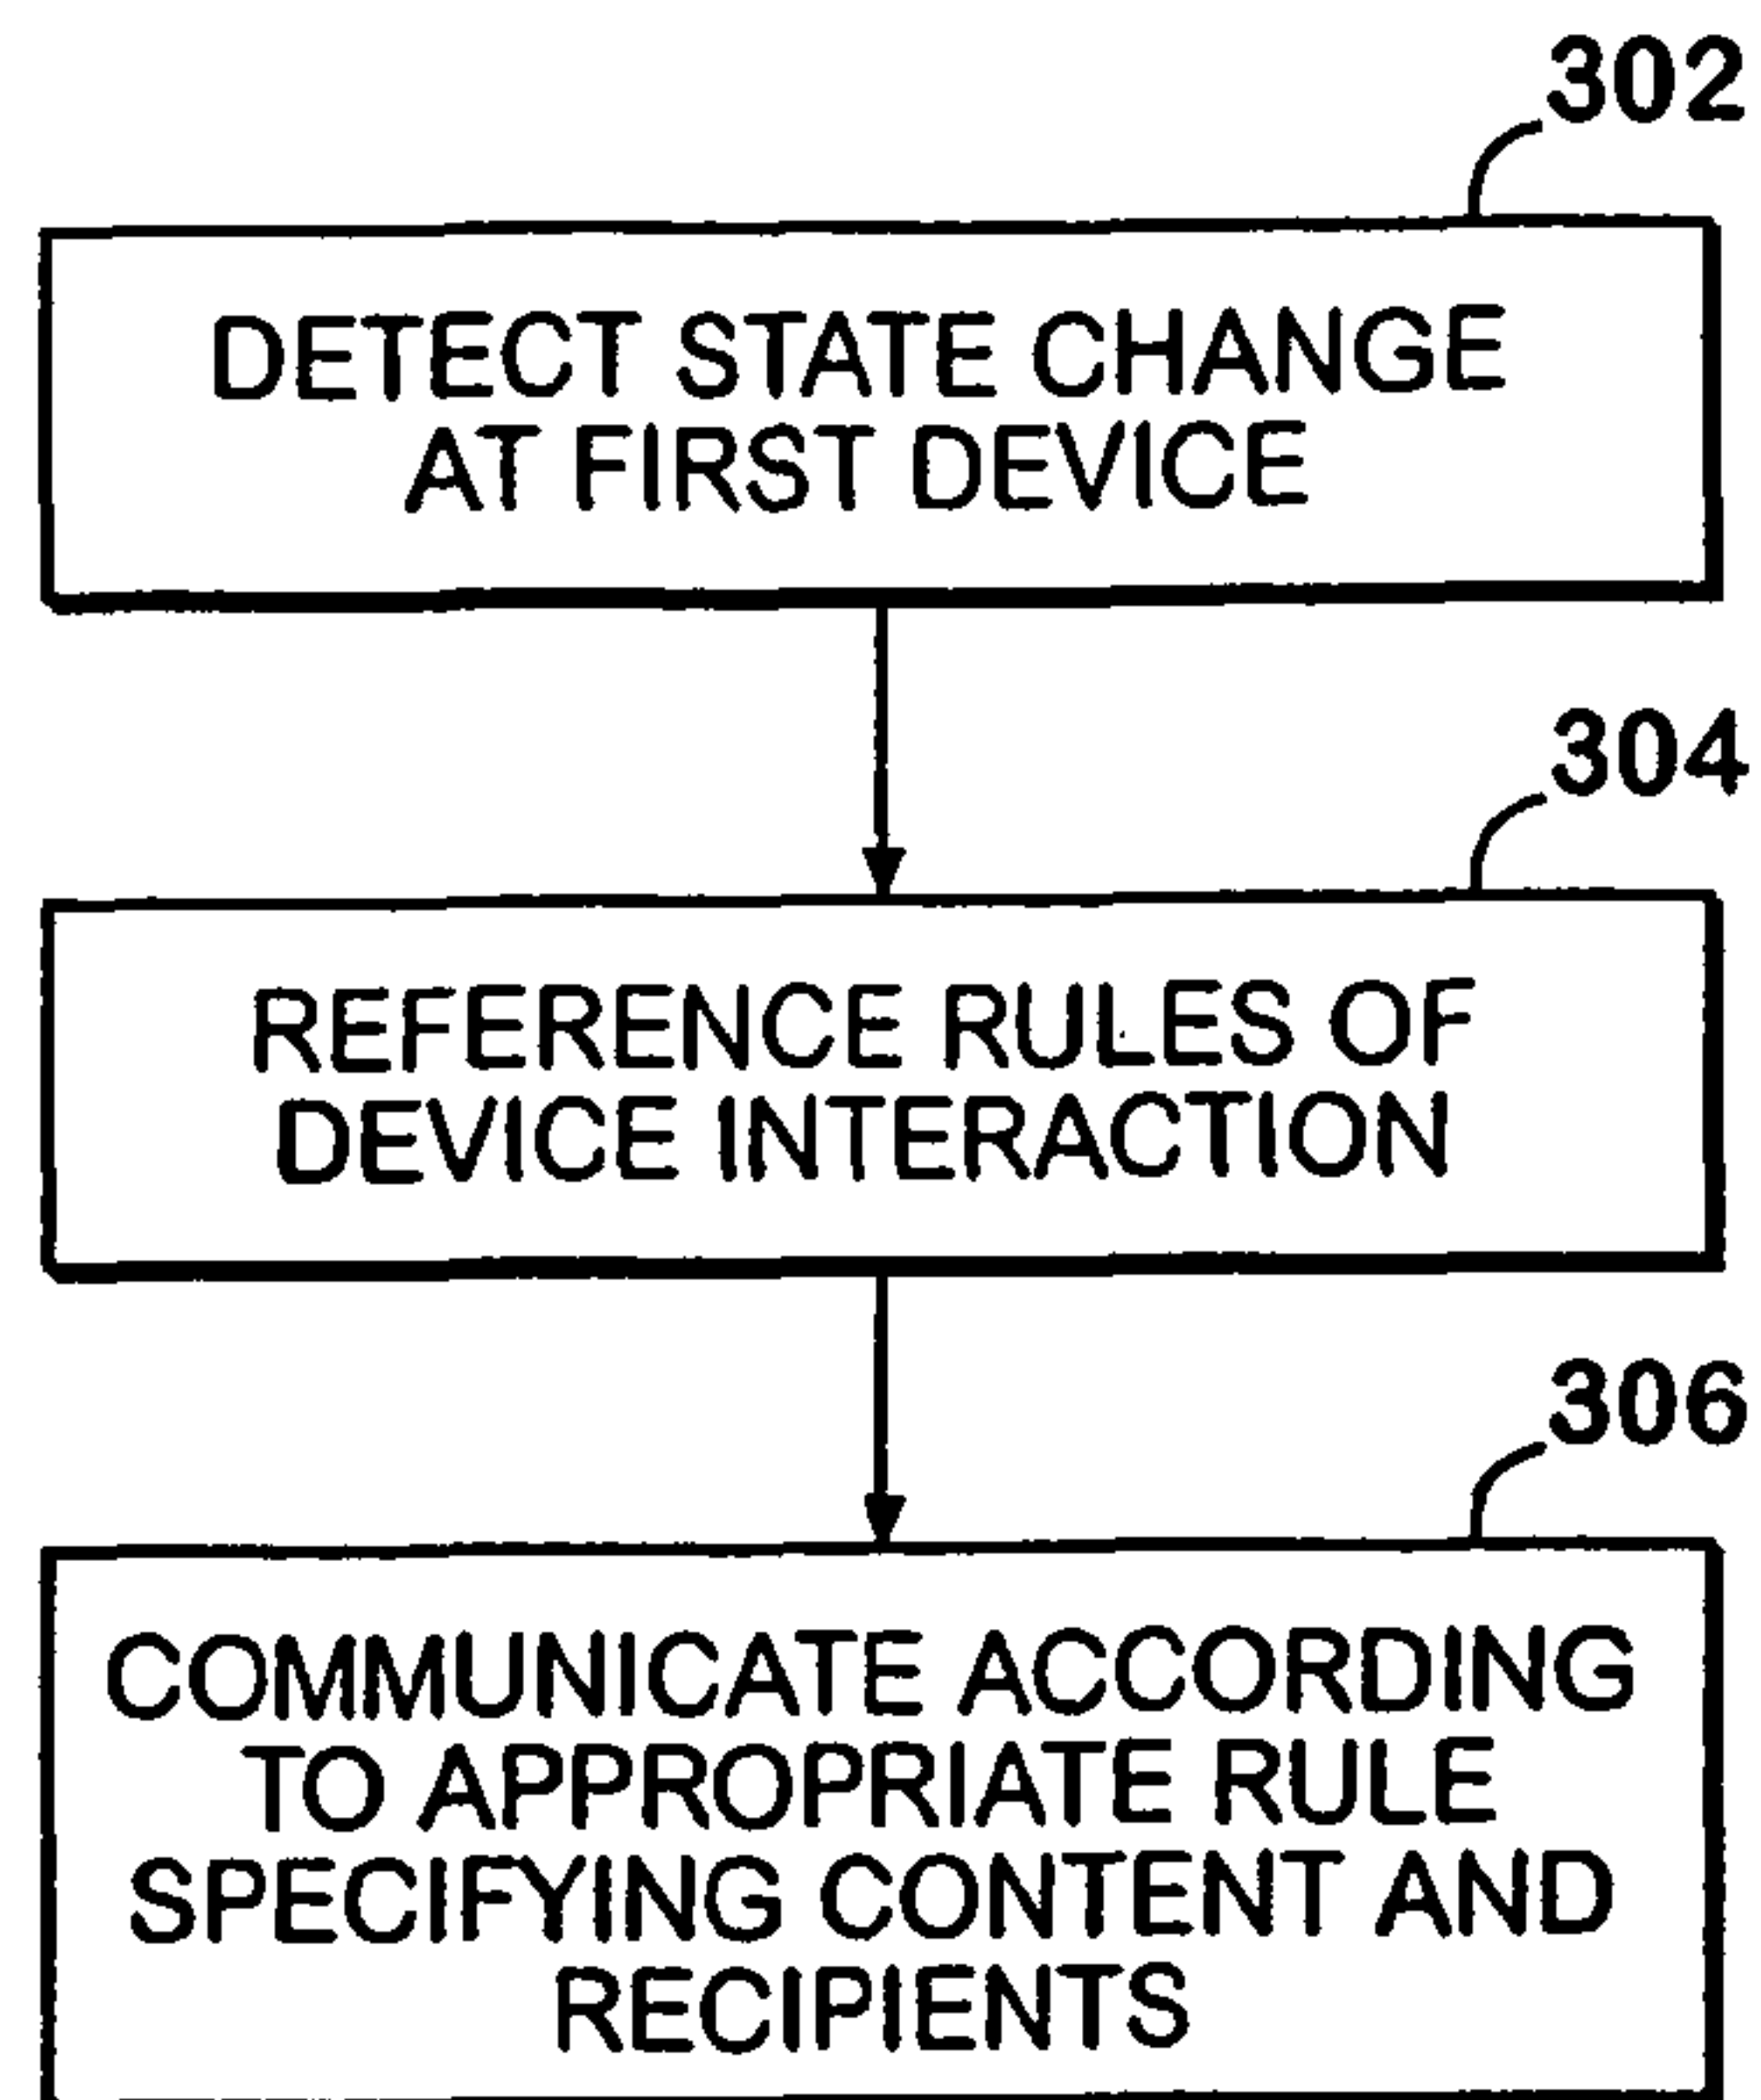 302
DETECT STATE CHANGE
AT FIRST DEVICE
304
REFERENCE RULES OF
DEVICE INTERACTION
306
COMMUNICATE ACCORDING
TO APPROPRIATE RULE
SPECIFYING CONTENT AND
RECIPIENTS